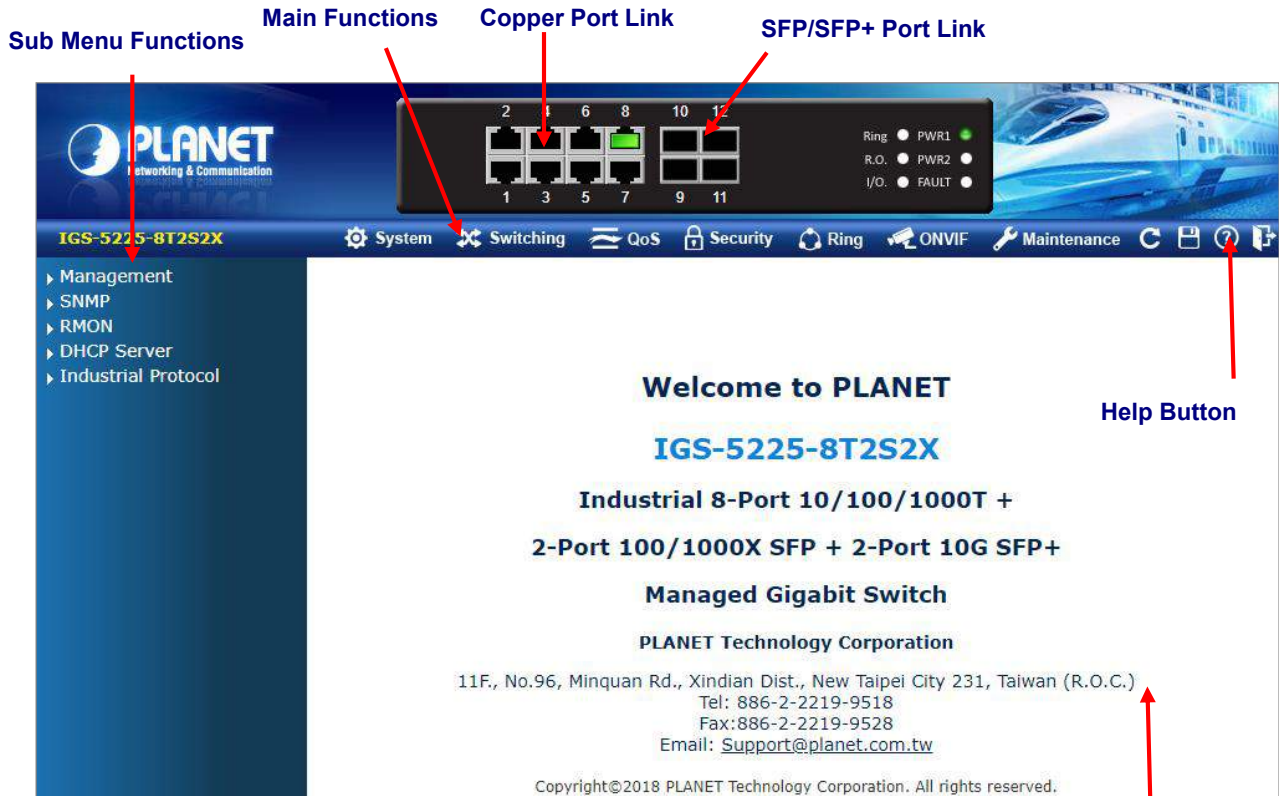 Main Functions
Copper Port Link
SFP/SFP+ Port Link
Sub Menu Functions
PLANET
Networking & Communication
2 4 6 8 10 12
1 3 5 7 9 11
Ring PWR1
R.O. PWR2
I/O. FAULT
IGS-5225-8T2S2X
System Switching QoS Security Ring ONVIF Maintenance
Management
SNMP
RMON
DHCP Server
Industrial Protocol
Welcome to PLANET
Help Button
IGS-5225-8T2S2X
Industrial 8-Port 10/100/1000T +
2-Port 100/1000X SFP + 2-Port 10G SFP+
Managed Gigabit Switch
PLANET Technology Corporation
11F., No.96, Minquan Rd., Xindian Dist., New Taipei City 231, Taiwan (R.O.C.)
Tel: 886-2-2219-9518
Fax:886-2-2219-9528
Email: Support@planet.com.tw
Copyright©2018 PLANET Technology Corporation. All rights reserved.